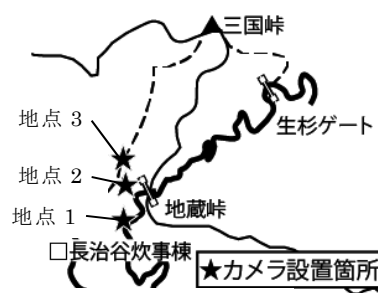 三国峠
地点 3
生杉ゲート
地点 2
地蔵峠
地点 1
□長治谷炊事棟
★カメラ設置箇所